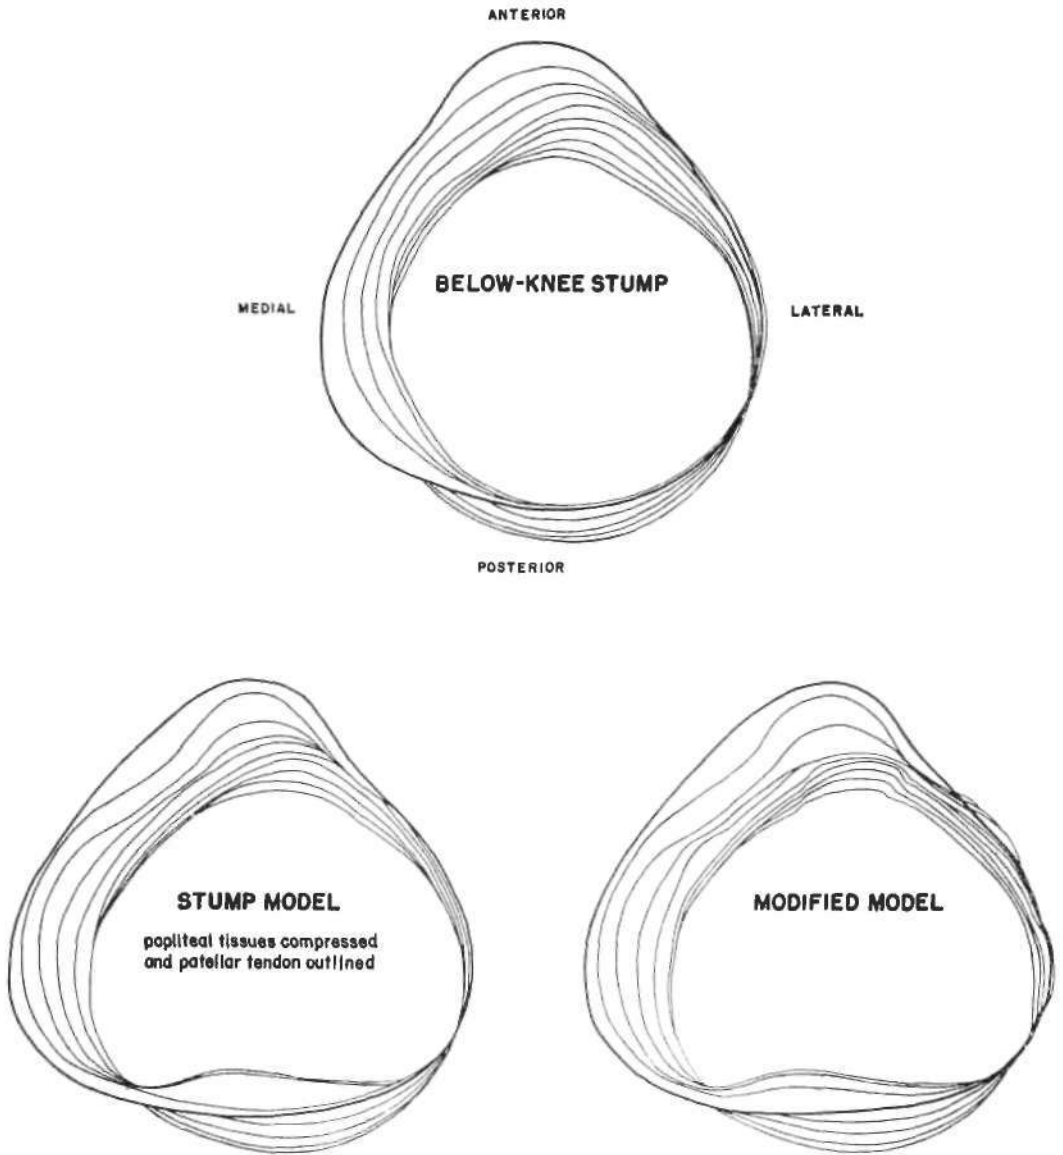 ANTERIOR
BELOW-KNEE STUMP
MEDIAL
LATERAL
POSTERIOR
STUMP MODEL
popliteal tissues compressed
and patellar tendon outlined
MODIFIED MODEL